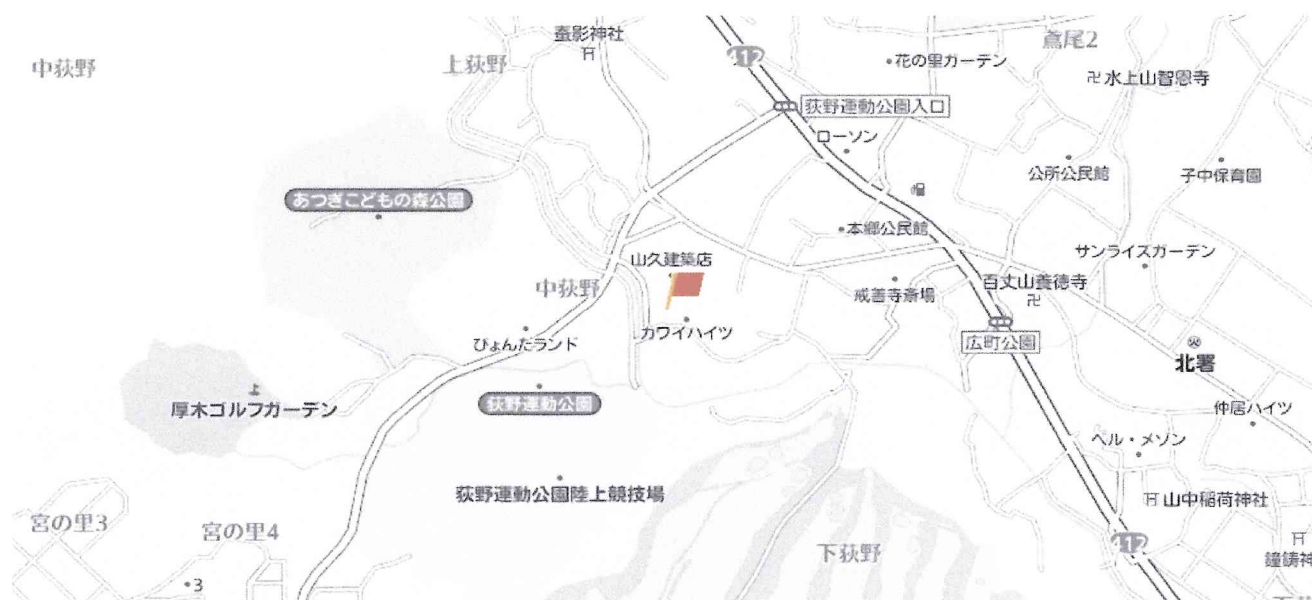 蚕影神社
鳶尾2
412
中荻野
上荻野
花の里ガーデン
水上山智恩寺
荻野運動公園入口
ローソン
公所公民館
子中保育園
あつぎこどもの森公園
本郷公民館
サンライズガーデン
山久建築店
中荻野
戒善寺斎場
百丈山養徳寺
カワイハイツ
ぴょんだランド
広町公園
北署
荻野運動公園
厚木ゴルフガーデン
仲居ハイツ
ベル・メゾン
荻野運動公園陸上競技場
山中稲荷神社
宮の里3
宮の里4
下荻野
412
鐘鋳神
3